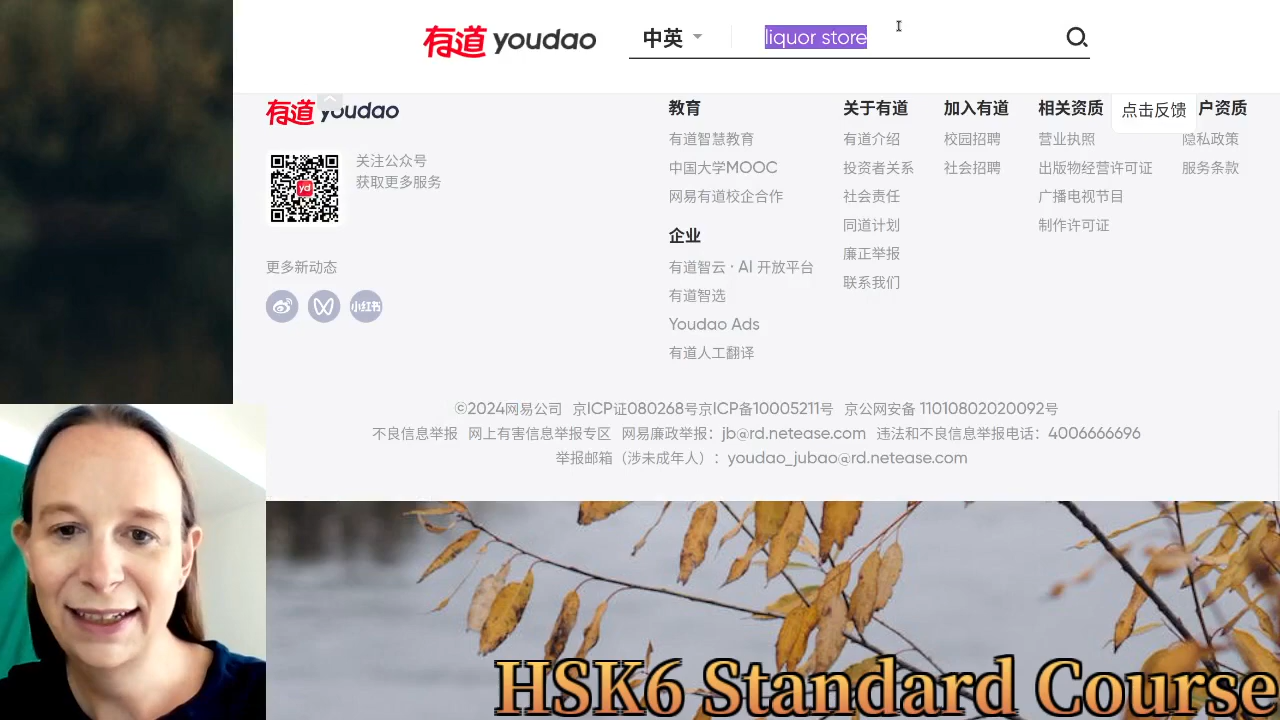 有道 youdao 中英 liquor store
有道 youdao
关注公众号
获取更多服务
更多新动态
小红书
教育
有道智慧教育
中国大学MOOC
网易有道校企合作
企业
有道智云 · AI 开放平台
有道智选
Youdao Ads
有道人工翻译
关于有道
有道介绍
投资者关系
社会责任
同道计划
廉正举报
联系我们
加入有道
校园招聘
社会招聘
相关资质
营业执照
出版物经营许可证
广播电视节目
制作许可证
点击反馈
户资质
隐私政策
服务条款
©2024网易公司 京ICP证080268号京ICP备10005211号 京公网安备 11010802020092号
不良信息举报 网上有害信息举报专区 网易廉政举报：jb@rd.netease.com 违法和不良信息举报电话：4006666696
举报邮箱（涉未成年人）：youdao_jubao@rd.netease.com
HSK6 Standard Course